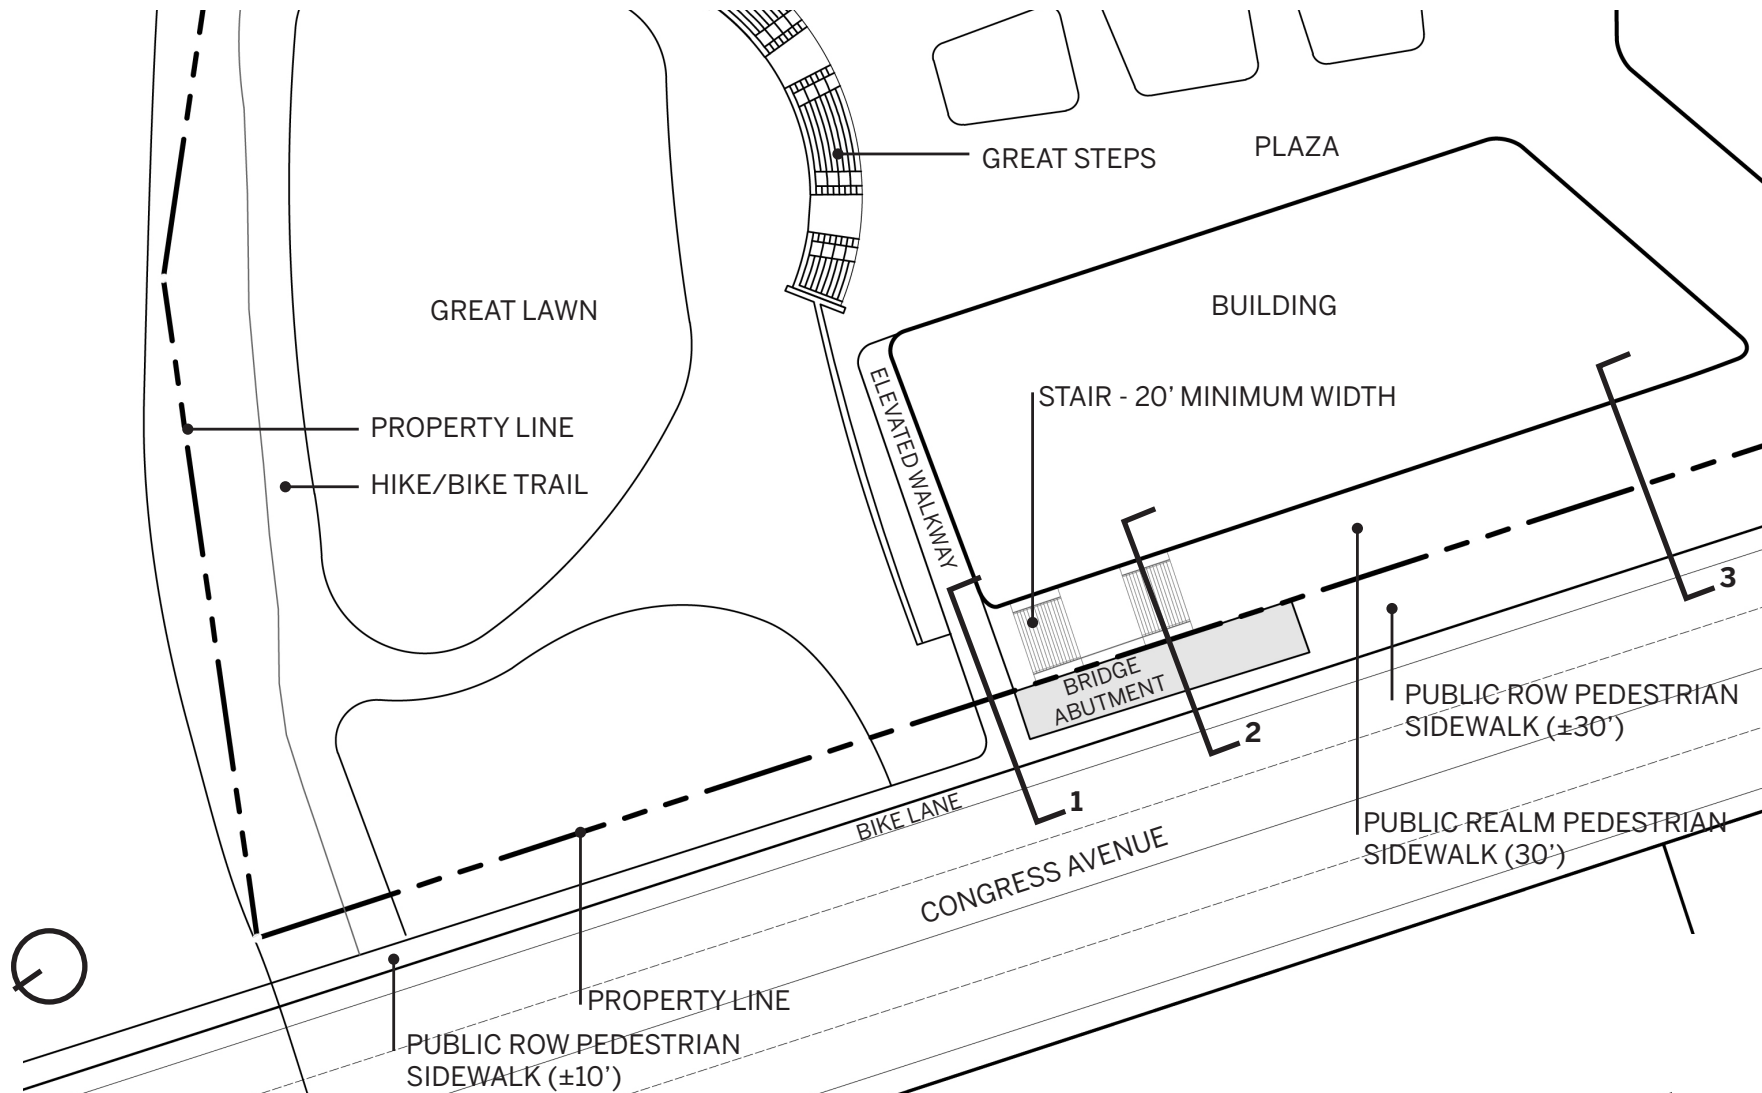 GREAT STEPS
PLAZA
GREAT LAWN
BUILDING
ELEVATED WALKWAY
STAIR - 20’ MINIMUM WIDTH
PROPERTY LINE
HIKE/BIKE TRAIL
3
BRIDGE
ABUTMENT
PUBLIC ROW PEDESTRIAN
SIDEWALK (±30’)
2
1
BIKE LANE
PUBLIC REALM PEDESTRIAN
SIDEWALK (30’)
CONGRESS AVENUE
PROPERTY LINE
PUBLIC ROW PEDESTRIAN
SIDEWALK (±10’)